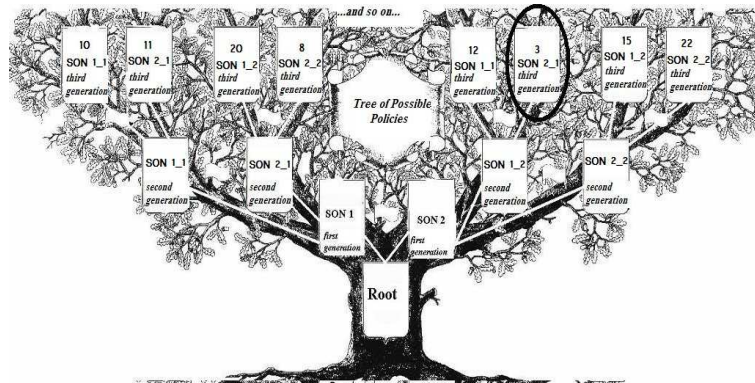 ...and so on...
10
SON 1_1
third
generation
11
SON 2_1
third
generation
20
SON 1_2
third
generation
8
SON 2_2
third
generation
12
SON 1_1
third
generation
3
SON 2_1
third
generation
15
SON 1_2
third
generation
22
SON 2_2
third
generation
Tree of Possible
Policies
SON 1_1
second
generation
SON 2_1
second
generation
SON 1_2
second
generation
SON 2_2
second
generation
SON 1
first
generation
SON 2
first
generation
Root